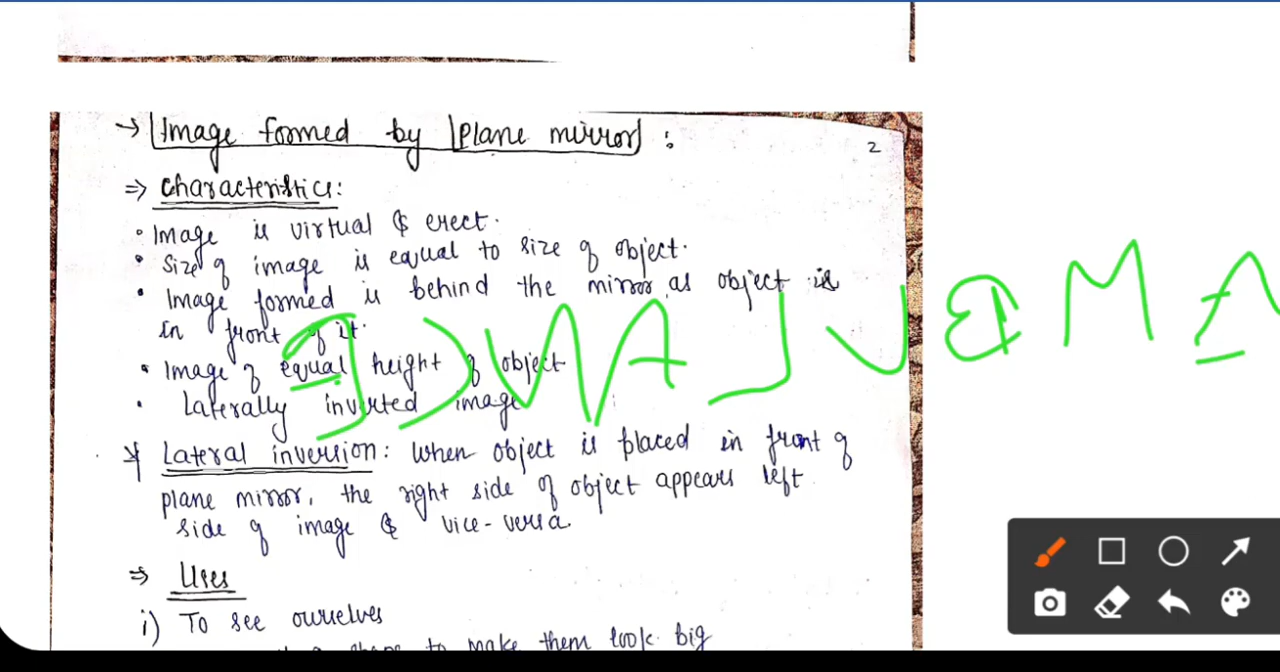 → Image formed by Plane mirror :
2
⇒ Characteristics:
• Image is virtual & erect.
• Size of image is equal to size of object.
• Image formed is behind the mirror as object is
in front of it.
• Image of equal height of object
• Laterally inverted image
* Lateral inversion: When object is placed in front of
plane mirror, the right side of object appears left
side of image & vice-versa.
⇒ Uses
i) To see ourselves
to make them look big